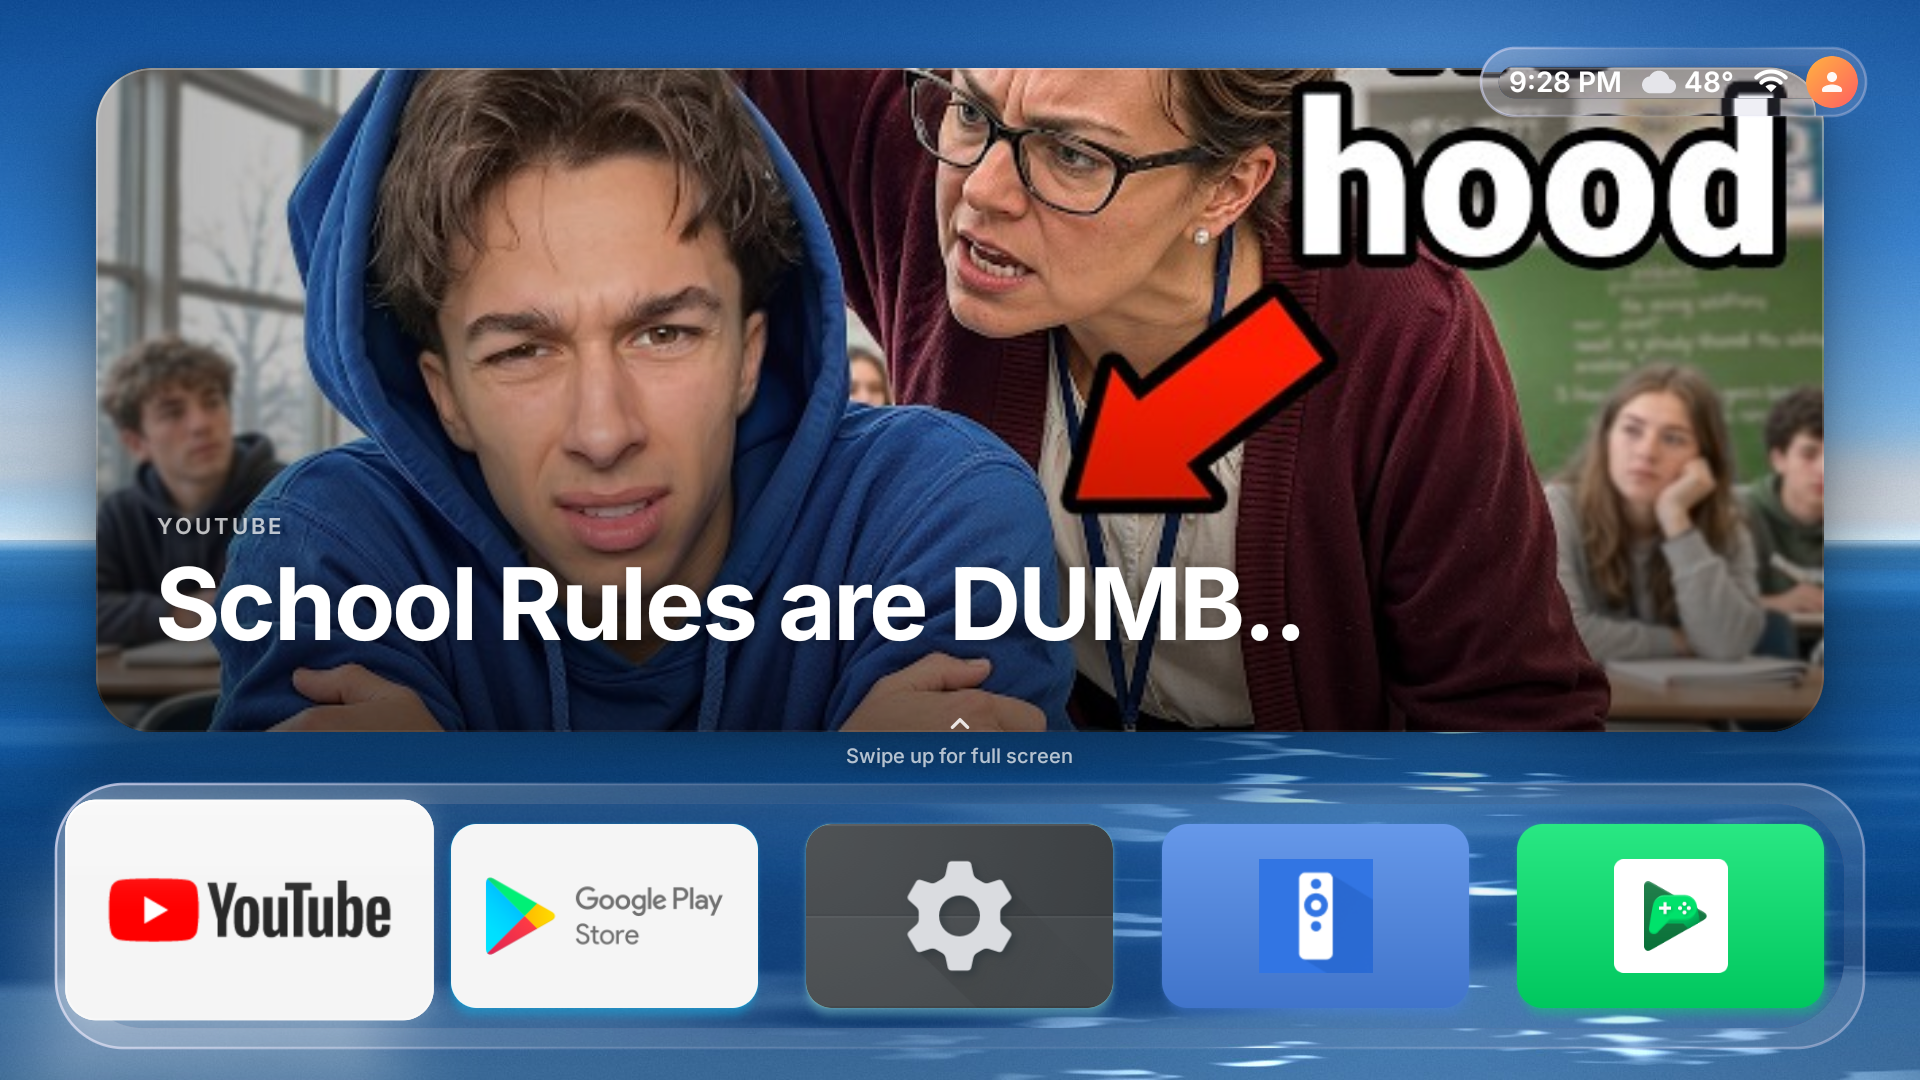 9:28 PM 48°
hood
YOUTUBE
School Rules are DUMB..
Swipe up for full screen
YouTube
Google Play
Store